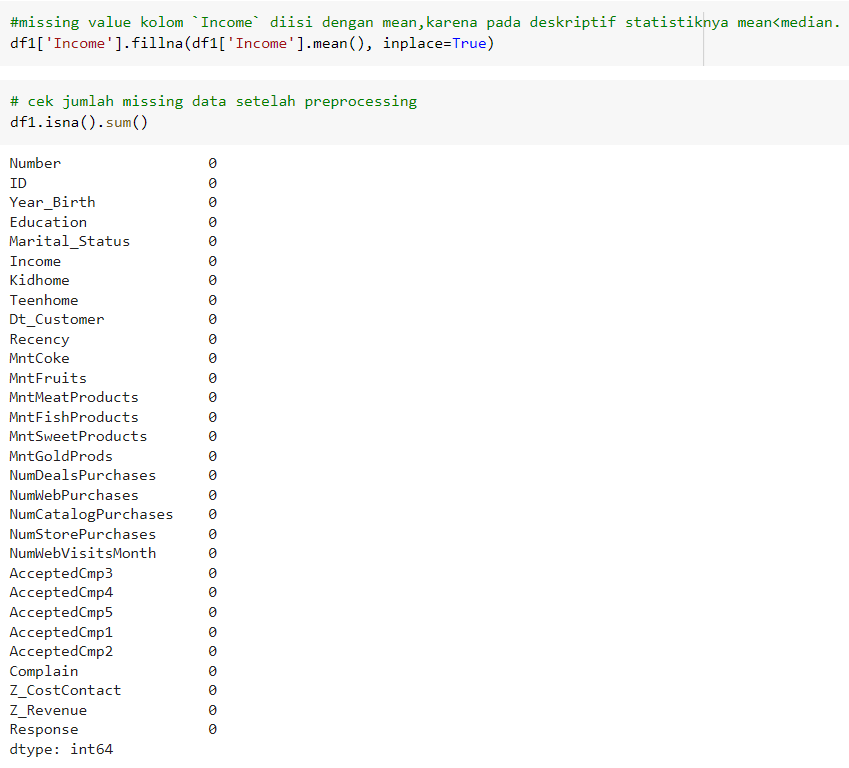 #missing value kolom `Income` diisi dengan mean,karena pada deskriptif statistiknya mean<median.
df1['Income'].fillna(df1['Income'].mean(), inplace=True)
# cek jumlah missing data setelah preprocessing
df1.isna().sum()
Number 0
ID 0
Year_Birth 0
Education 0
Marital_Status 0
Income 0
Kidhome 0
Teenhome 0
Dt_Customer 0
Recency 0
MntCoke 0
MntFruits 0
MntMeatProducts 0
MntFishProducts 0
MntSweetProducts 0
MntGoldProds 0
NumDealsPurchases 0
NumWebPurchases 0
NumCatalogPurchases 0
NumStorePurchases 0
NumWebVisitsMonth 0
AcceptedCmp3 0
AcceptedCmp4 0
AcceptedCmp5 0
AcceptedCmp1 0
AcceptedCmp2 0
Complain 0
Z_CostContact 0
Z_Revenue 0
Response 0
dtype: int64